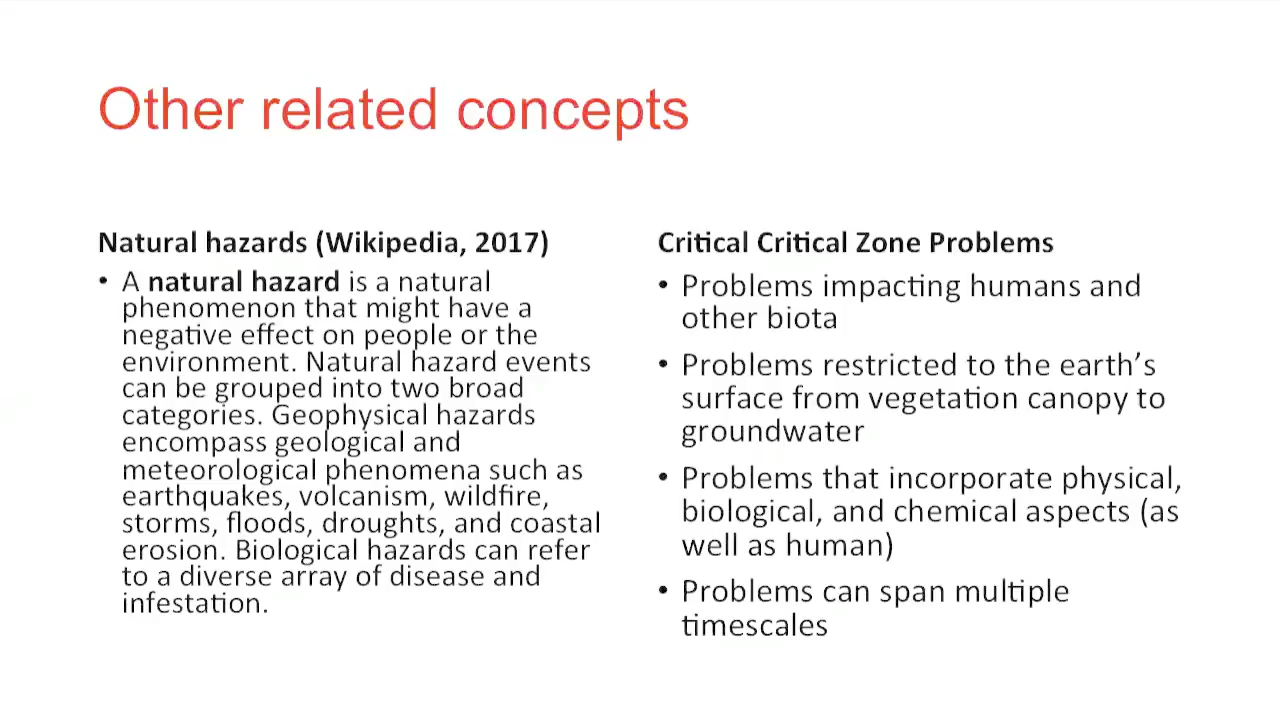 Other related concepts
Natural hazards (Wikipedia, 2017)
• A natural hazard is a natural
phenomenon that might have a
negative effect on people or the
environment. Natural hazard events
can be grouped into two broad
categories. Geophysical hazards
encompass geological and
meteorological phenomena such as
earthquakes, volcanism, wildfire,
storms, floods, droughts, and coastal
erosion. Biological hazards can refer
to a diverse array of disease and
infestation.
Critical Critical Zone Problems
• Problems impacting humans and
other biota
• Problems restricted to the earth’s
surface from vegetation canopy to
groundwater
• Problems that incorporate physical,
biological, and chemical aspects (as
well as human)
• Problems can span multiple
timescales